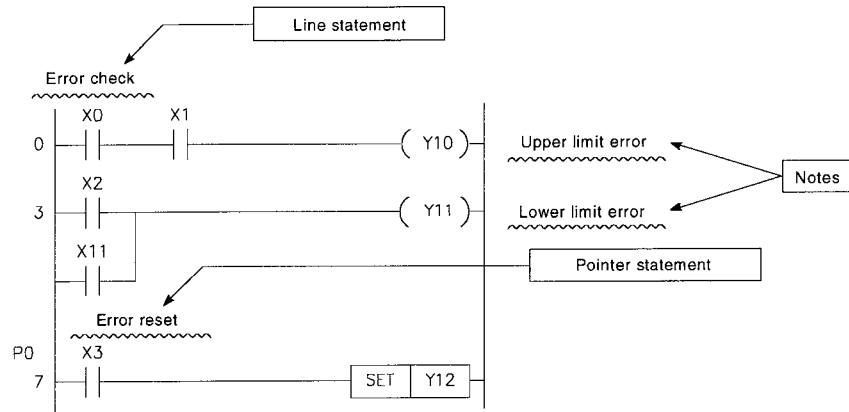 Line statement
Error check
X0 X1
0 Y10 Upper limit error
Notes
X2
3 Y11 Lower limit error
X11
Pointer statement
Error reset
P0 X3
7 SET Y12